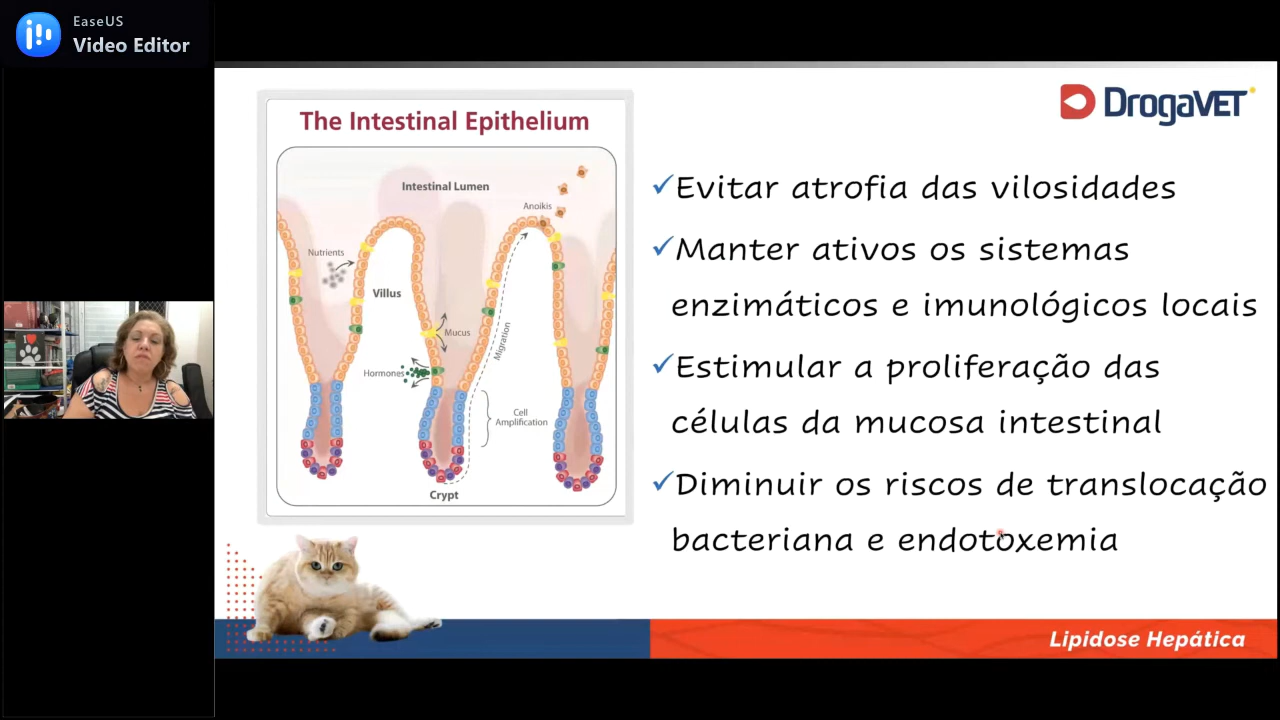 EaseUS
Video Editor
DrogaVET
The Intestinal Epithelium
Intestinal Lumen
Anoikis
Nutrients
Villus
Mucus
Migration
Hormones
Cell
Amplification
Crypt
✓Evitar atrofia das vilosidades
✓Manter ativos os sistemas
enzimáticos e imunológicos locais
✓Estimular a proliferação das
células da mucosa intestinal
✓Diminuir os riscos de translocação
bacteriana e endotoxemia
Lipidose Hepática